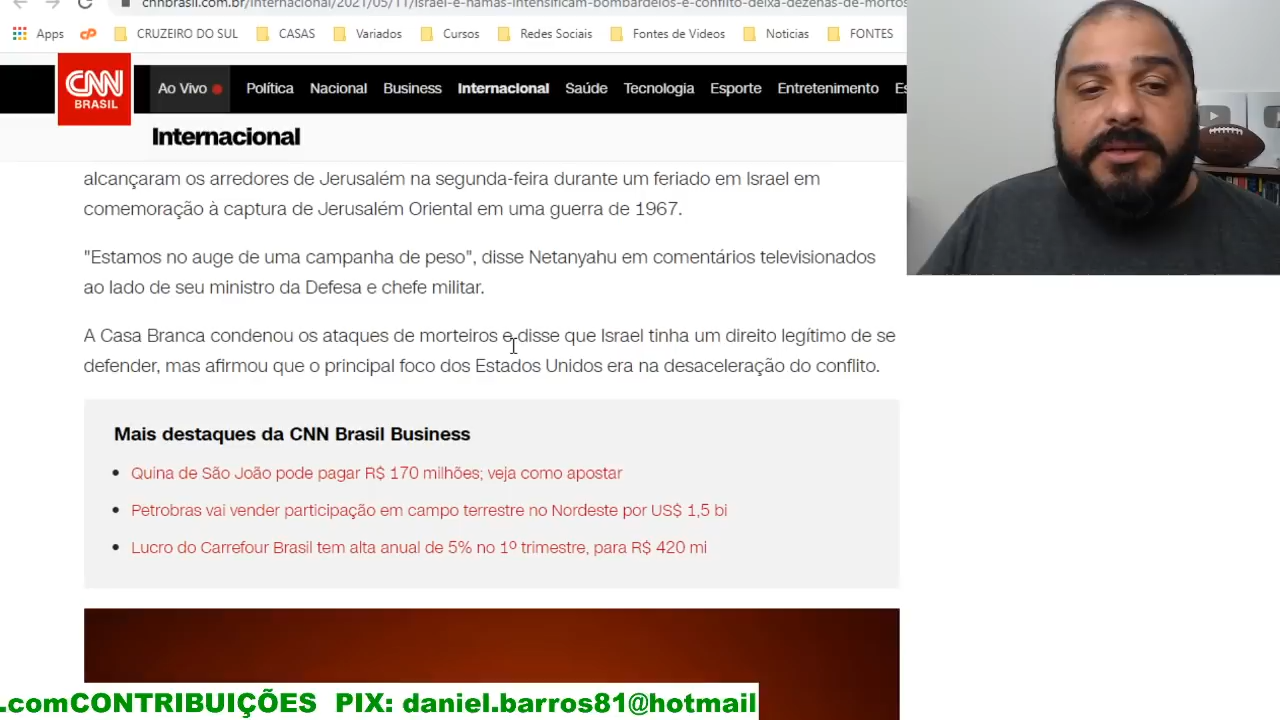 cnnbrasil.com.br/internacional/2021/05/11/israel-e-hamas-intensificam-bombardeios-e-conflito-deixa-dezenas-de-mortos
Apps CRUZEIRO DO SUL CASAS Variados Cursos Redes Sociais Fontes de Videos Noticias FONTES
CNN BRASIL
Ao Vivo Política Nacional Business Internacional Saúde Tecnologia Esporte Entretenimento Es
Internacional
alcançaram os arredores de Jerusalém na segunda-feira durante um feriado em Israel em
comemoração à captura de Jerusalém Oriental em uma guerra de 1967.
"Estamos no auge de uma campanha de peso", disse Netanyahu em comentários televisionados
ao lado de seu ministro da Defesa e chefe militar.
A Casa Branca condenou os ataques de morteiros e disse que Israel tinha um direito legítimo de se
defender, mas afirmou que o principal foco dos Estados Unidos era na desaceleração do conflito.
Mais destaques da CNN Brasil Business
• Quina de São João pode pagar R$ 170 milhões; veja como apostar
• Petrobras vai vender participação em campo terrestre no Nordeste por US$ 1,5 bi
• Lucro do Carrefour Brasil tem alta anual de 5% no 1º trimestre, para R$ 420 mi
.comCONTRIBUIÇÕES PIX: daniel.barros81@hotmail